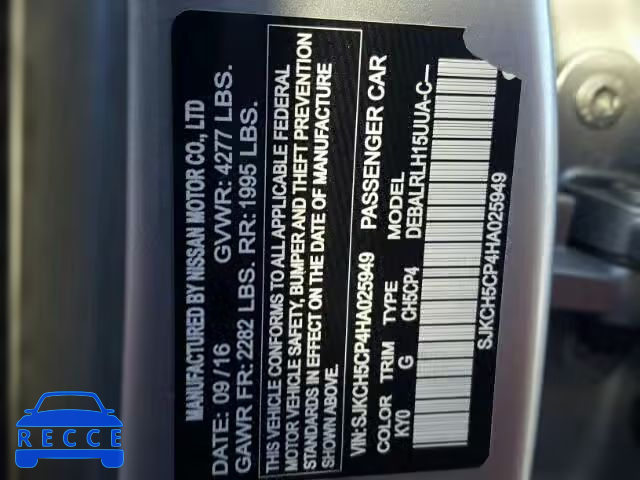 MANUFACTURED BY NISSAN MOTOR CO., LTD
DATE: 09/16 GVWR: 4277 LBS.
GAWR FR: 2282 LBS. RR: 1995 LBS.
THIS VEHICLE CONFORMS TO ALL APPLICABLE FEDERAL
MOTOR VEHICLE SAFETY, BUMPER AND THEFT PREVENTION
STANDARDS IN EFFECT ON THE DATE OF MANUFACTURE
SHOWN ABOVE.
VIN:SJKCH5CP4HA025949 PASSENGER CAR
COLOR TRIM TYPE MODEL
KY0 G CH5CP4 DEBALRLH15UUA-C—
SJKCH5CP4HA025949
RECCE